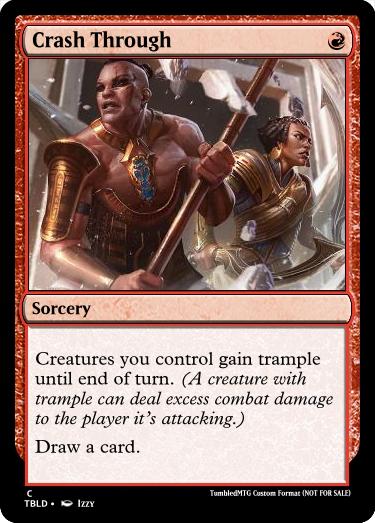 Crash Through
Sorcery
Creatures you control gain trample
until end of turn. (A creature with
trample can deal excess combat damage
to the player it's attacking.)
Draw a card.
C
TumbledMTG Custom Format (NOT FOR SALE)
TBLD • Izzy